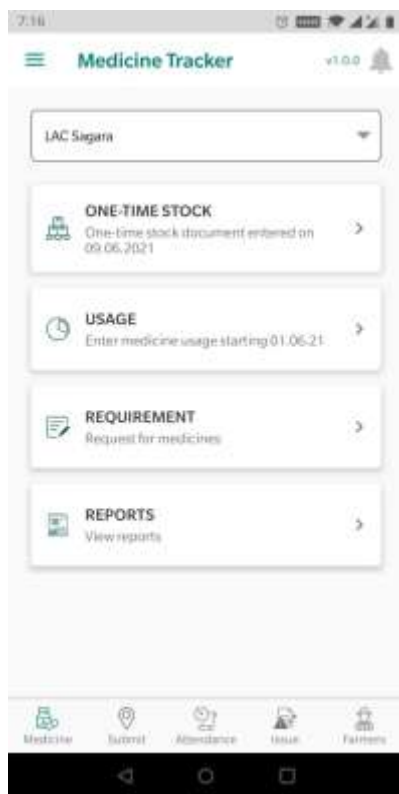 7:16
Medicine Tracker
v1.0.0
LAC Sagara
ONE-TIME STOCK
One-time stock document entered on
09.06.2021
USAGE
Enter medicine usage starting 01.06.21
REQUIREMENT
Request for medicines
REPORTS
View reports
Medicine Submit Attendance Issue Farmers